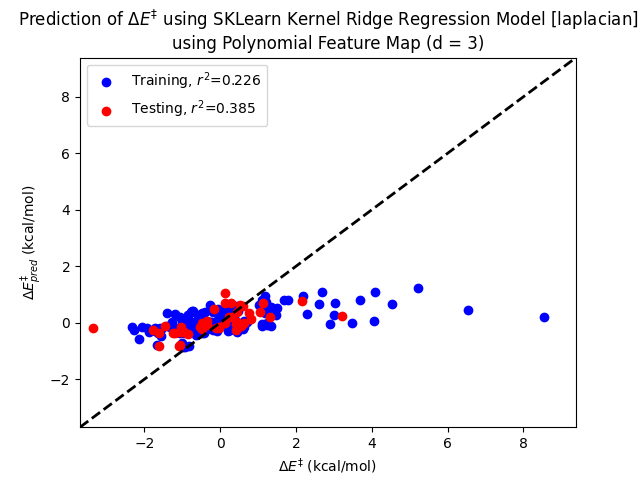 Prediction of ΔE‡ using SKLearn Kernel Ridge Regression Model [laplacian]
using Polynomial Feature Map (d = 3)
Training, r²=0.226
Testing, r²=0.385
8
6
4
2
0
−2
ΔE‡pred (kcal/mol)
−2 0 2 4 6 8
ΔE‡ (kcal/mol)